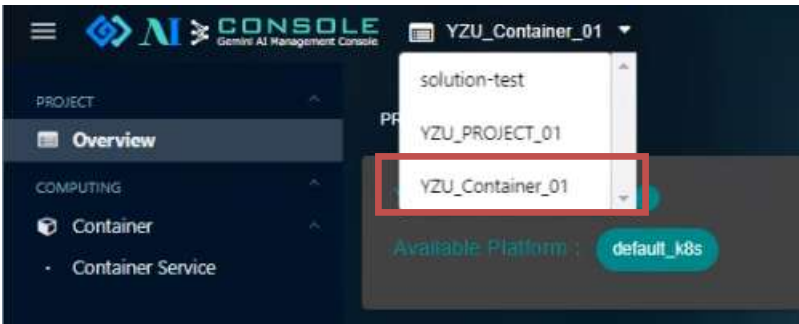 AI CONSOLE
Gemini AI Management Console
YZU_Container_01
solution-test
YZU_PROJECT_01
YZU_Container_01
PROJECT
Overview
COMPUTING
Container
Container Service
Available Platform :
default_k8s